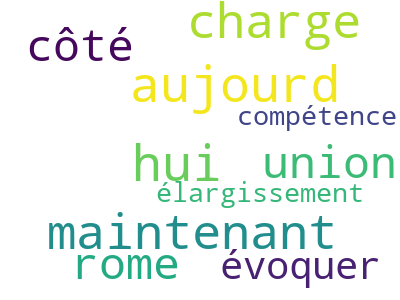 charge
côté
aujourd
compétence
hui union
élargissement
maintenant
rome évoquer